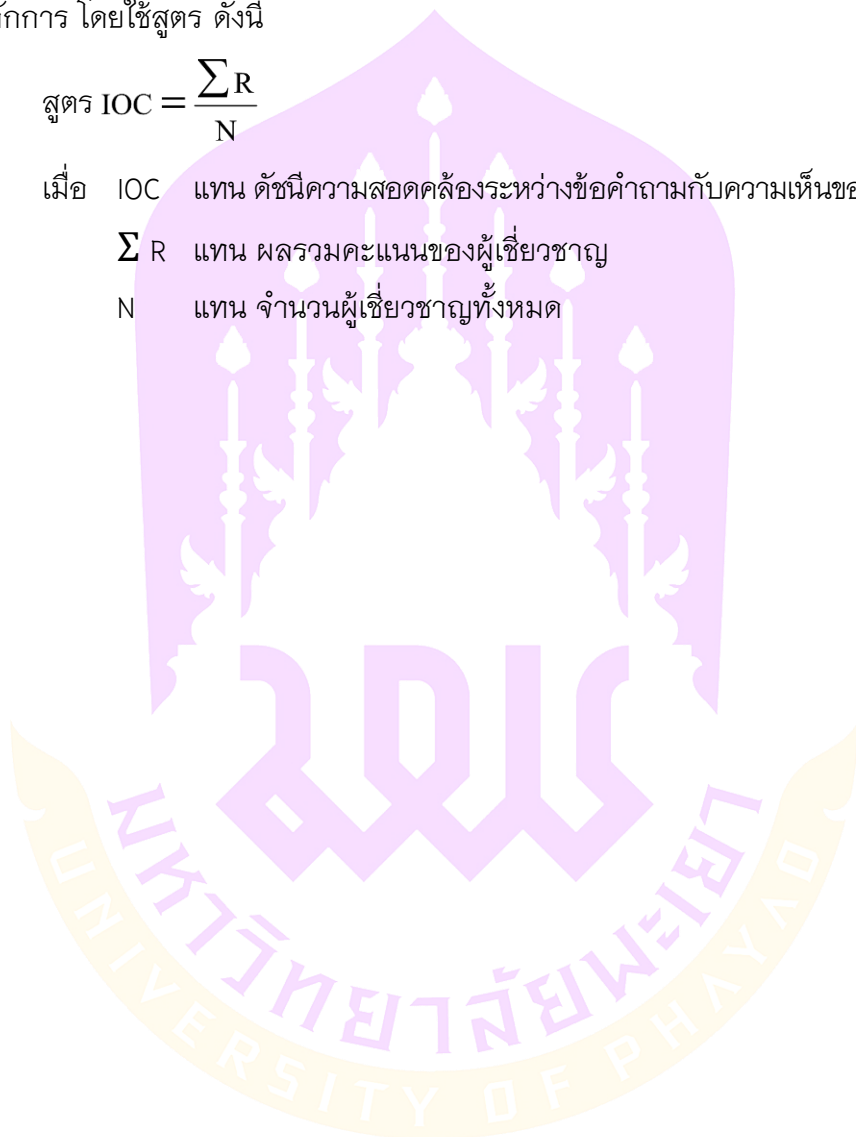 โดยใช้สูตร ดังนี้
สูตร IOC = ∑R / N
เมื่อ IOC แทน ดัชนีความสอดคล้องระหว่างข้อคำถามกับความเห็น
Σ R แทน ผลรวมคะแนนของผู้เชี่ยวชาญ
N แทน จำนวนผู้เชี่ยวชาญทั้งหมด
มหาวิทยาลัยพะเยา
UNIVERSITY OF PHAYAO